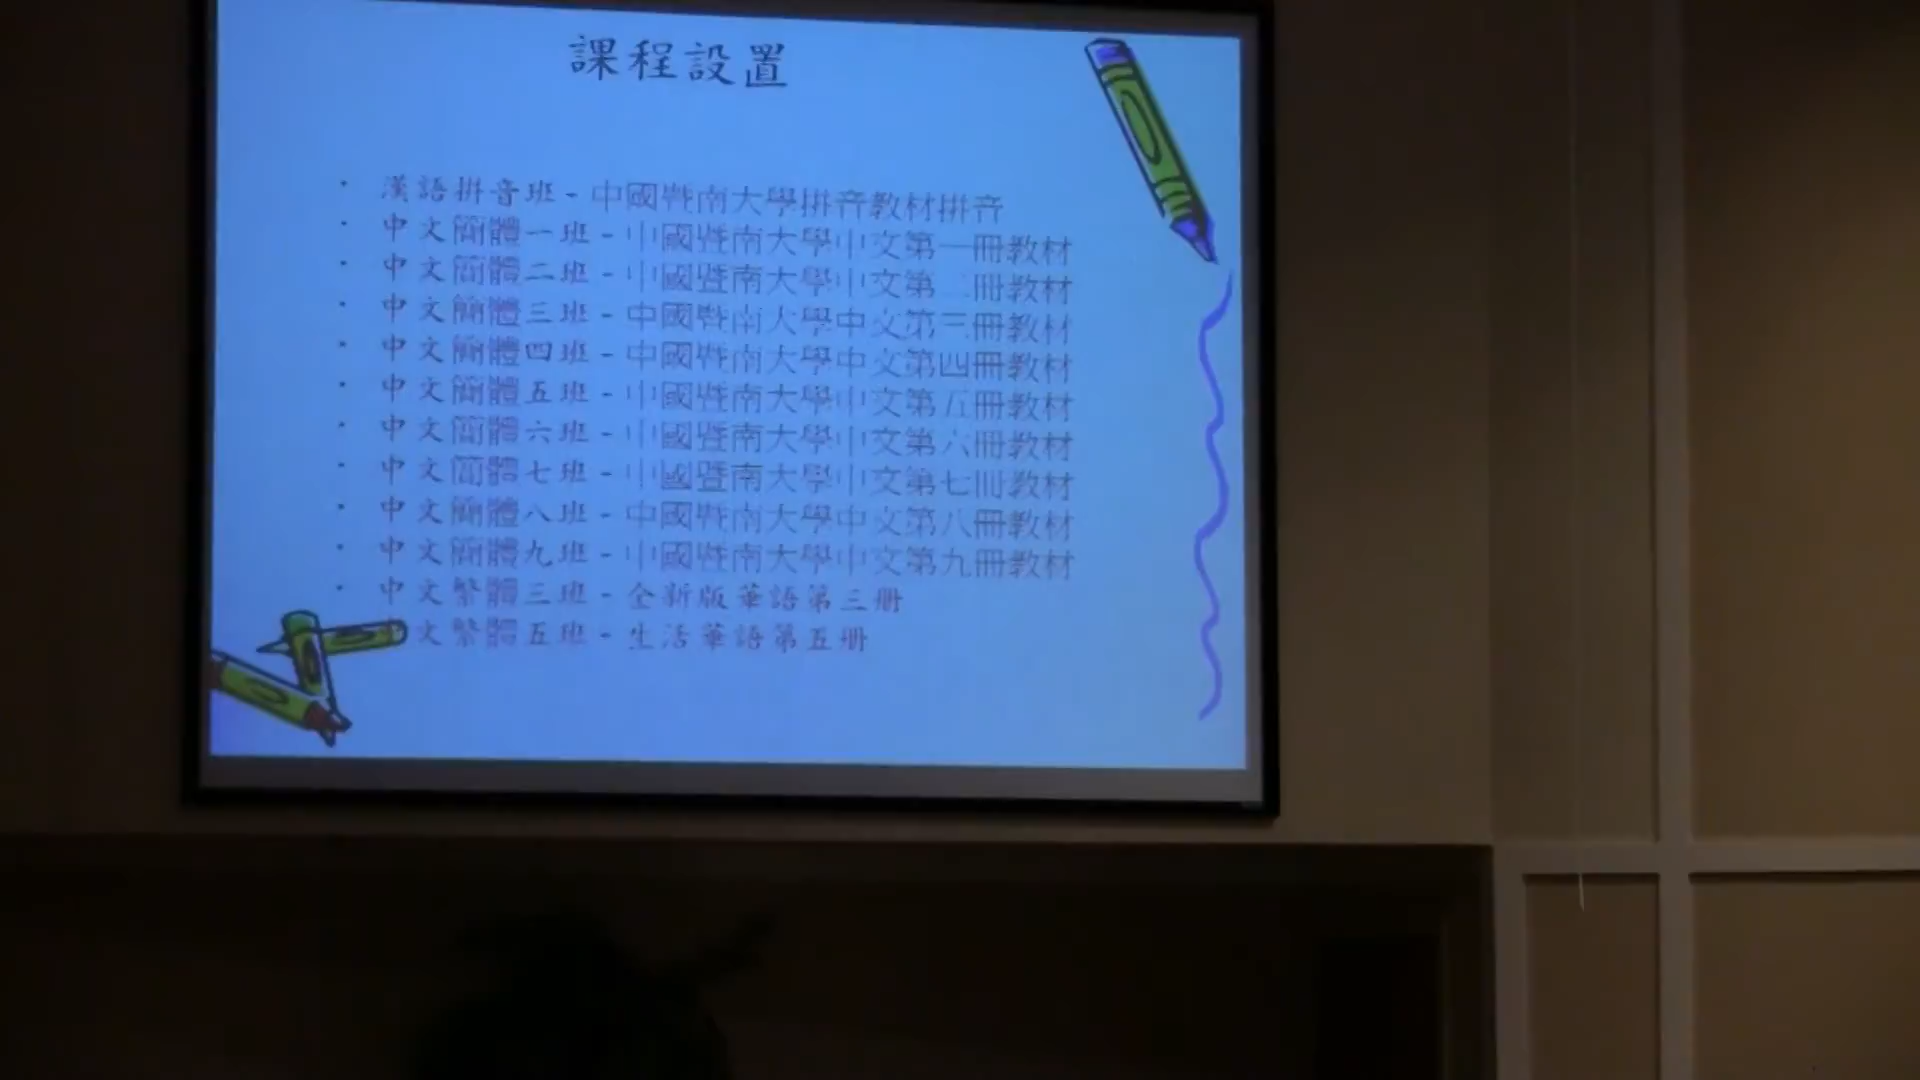 課程設置
· 漢語拼音班 - 中國暨南大學拼音教材拼音
· 中文簡體一班 - 中國暨南大學中文第一冊教材
· 中文簡體二班 - 中國暨南大學中文第二冊教材
· 中文簡體三班 - 中國暨南大學中文第三冊教材
· 中文簡體四班 - 中國暨南大學中文第四冊教材
· 中文簡體五班 - 中國暨南大學中文第五冊教材
· 中文簡體六班 - 中國暨南大學中文第六冊教材
· 中文簡體七班 - 中國暨南大學中文第七冊教材
· 中文簡體八班 - 中國暨南大學中文第八冊教材
· 中文簡體九班 - 中國暨南大學中文第九冊教材
· 中文繁體三班 - 全新版華語第三冊
文繁體五班 - 生活華語第五冊